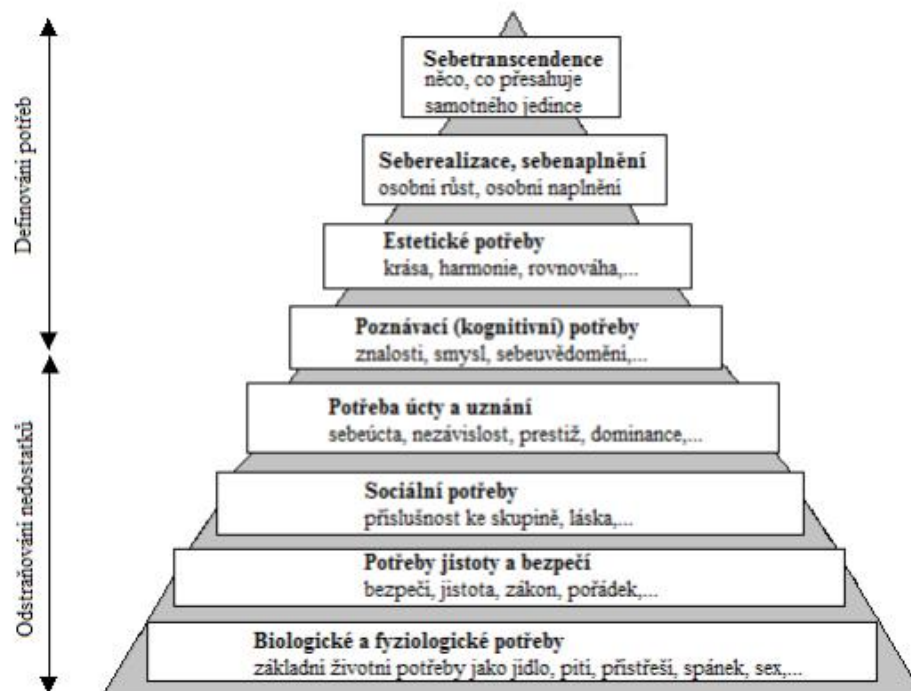 Sebetranscendence
něco, co přesahuje
samotného jedince
Seberealizace, sebenaplnění
osobní růst, osobní naplnění
Estetické potřeby
krása, harmonie, rovnováha,...
Poznávací (kognitivní) potřeby
znalosti, smysl, sebeuvědomění,...
Potřeba úcty a uznání
sebeúcta, nezávislost, prestiž, dominance,...
Sociální potřeby
příslušnost ke skupině, láska,...
Potřeby jistoty a bezpečí
bezpečí, jistota, zákon, pořádek,...
Biologické a fyziologické potřeby
základní životní potřeby jako jídlo, pití, přístřeší, spánek, sex,...
Definování potřeb
Odstraňování nedostatků